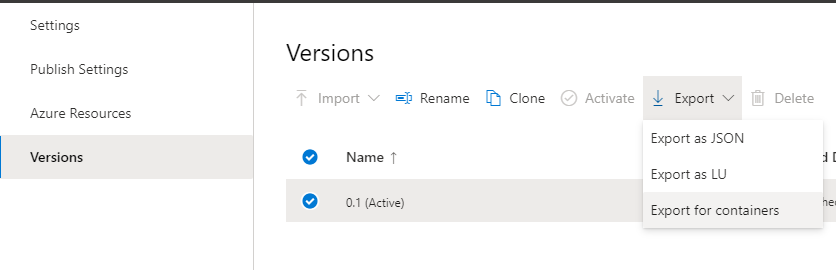 Settings
Publish Settings
Azure Resources
Versions
Versions
Import Rename Clone Activate Export Delete
Export as JSON
Export as LU
Export for containers
Name ↑
0.1 (Active)